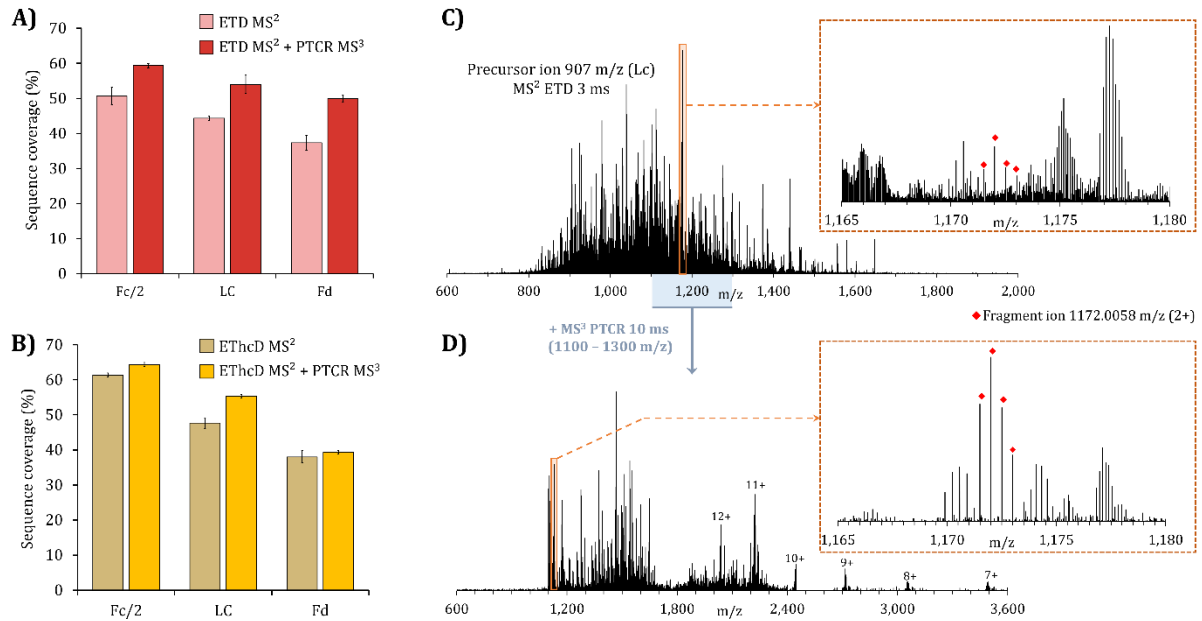 A)
ETD MS²
ETD MS² + PTCR MS³
Sequence coverage (%)
70
60
50
40
30
20
10
0
Fc/2
LC
Fd
B)
EThcD MS²
EThcD MS² + PTCR MS³
Sequence coverage (%)
70
60
50
40
30
20
10
0
Fc/2
LC
Fd
C)
Precursor ion 907 m/z (Lc)
MS² ETD 3 ms
600
800
1,000
1,200
m/z
1,400
1,600
1,800
2,000
1,165
1,170
m/z
1,175
1,180
Fragment ion 1172.0058 m/z (2+)
+ MS³ PTCR 10 ms
(1100 – 1300 m/z)
D)
12+
11+
10+
9+
8+
7+
600
1,200
1,800
m/z
2,400
3,000
3,600
1,165
1,170
m/z
1,175
1,180